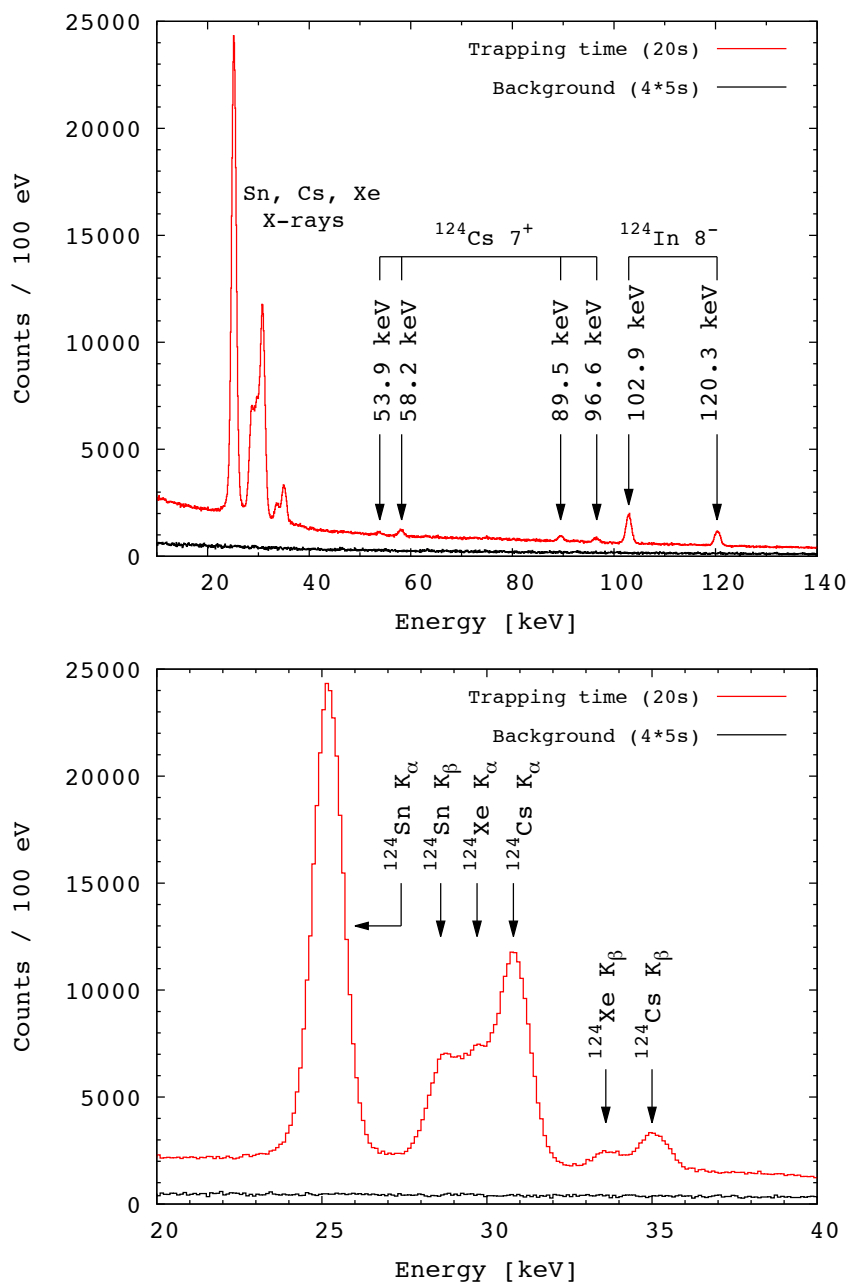 25000
20000
15000
10000
5000
0
Counts / 100 eV
Trapping time (20s)
Background (4*5s)
Sn, Cs, Xe
X-rays
¹²⁴Cs 7⁺
¹²⁴In 8⁻
53.9 keV
58.2 keV
89.5 keV
96.6 keV
102.9 keV
120.3 keV
20 40 60 80 100 120 140
Energy [keV]
25000
20000
15000
10000
5000
0
Counts / 100 eV
Trapping time (20s)
Background (4*5s)
¹²⁴Sn Kα
¹²⁴Sn Kβ
¹²⁴Xe Kα
¹²⁴Cs Kα
¹²⁴Xe Kβ
¹²⁴Cs Kβ
20 25 30 35 40
Energy [keV]